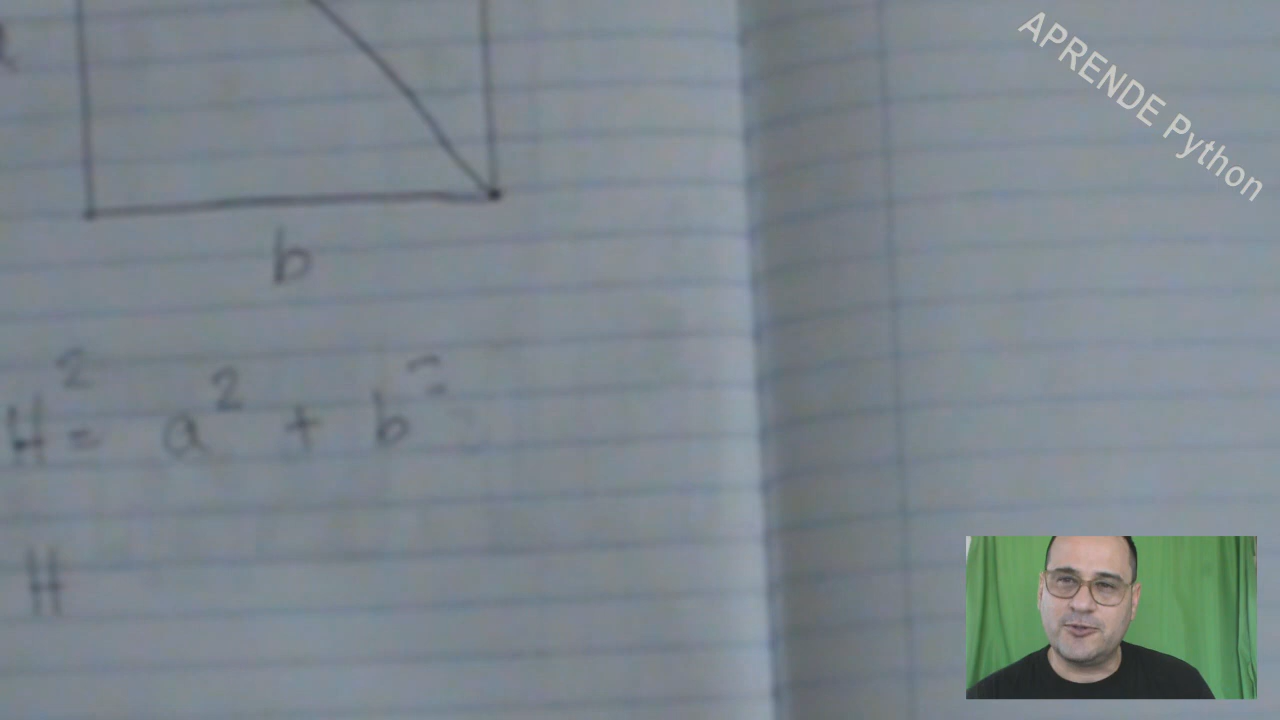 APRENDE Python
a
b
H² = a² + b²
H